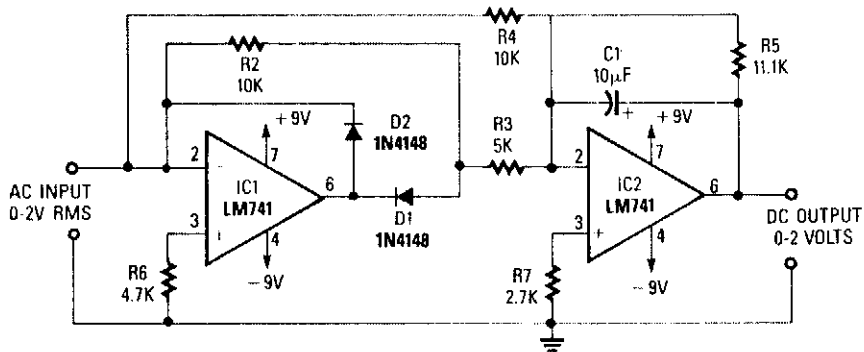 R2
10K
R4
10K
C1
10µF
+
R5
11.1K
D2
1N4148
+9V
7
2
-
IC1
LM741
6
3
+
4
-9V
D1
1N4148
R3
5K
+9V
7
2
-
IC2
LM741
6
3
+
4
-9V
AC INPUT
0-2V RMS
R6
4.7K
R7
2.7K
DC OUTPUT
0-2 VOLTS